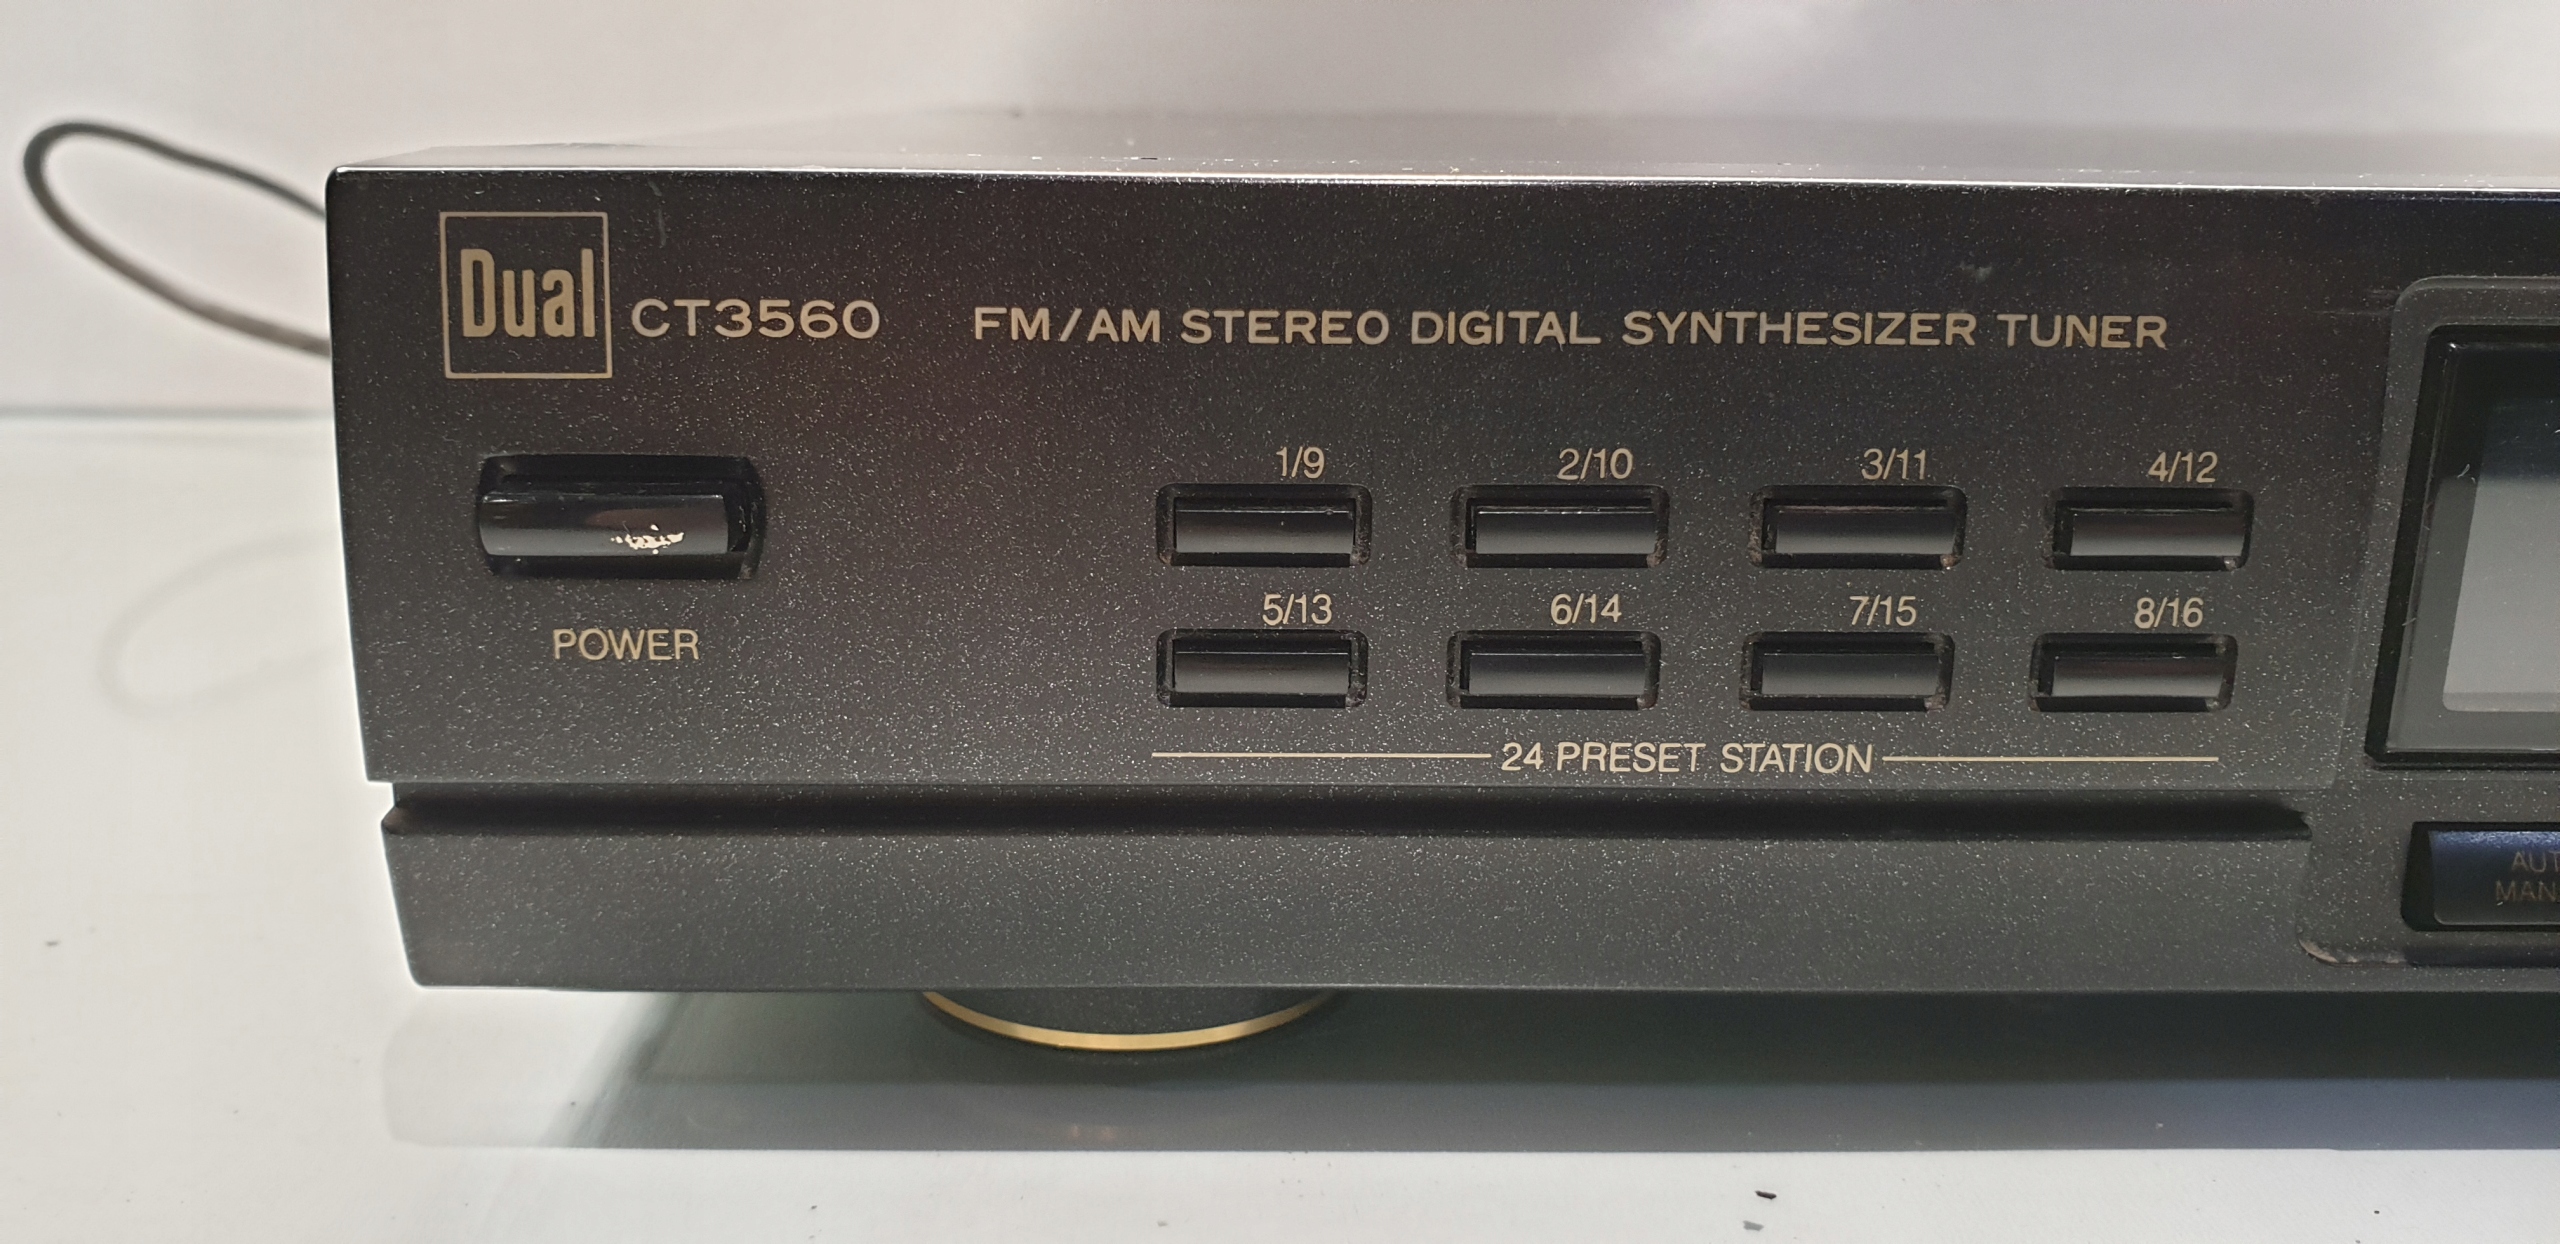 Dual CT3560 FM/AM STEREO DIGITAL SYNTHESIZER TUNER
1/9 2/10 3/11 4/12
5/13 6/14 7/15 8/16
POWER
24 PRESET STATION